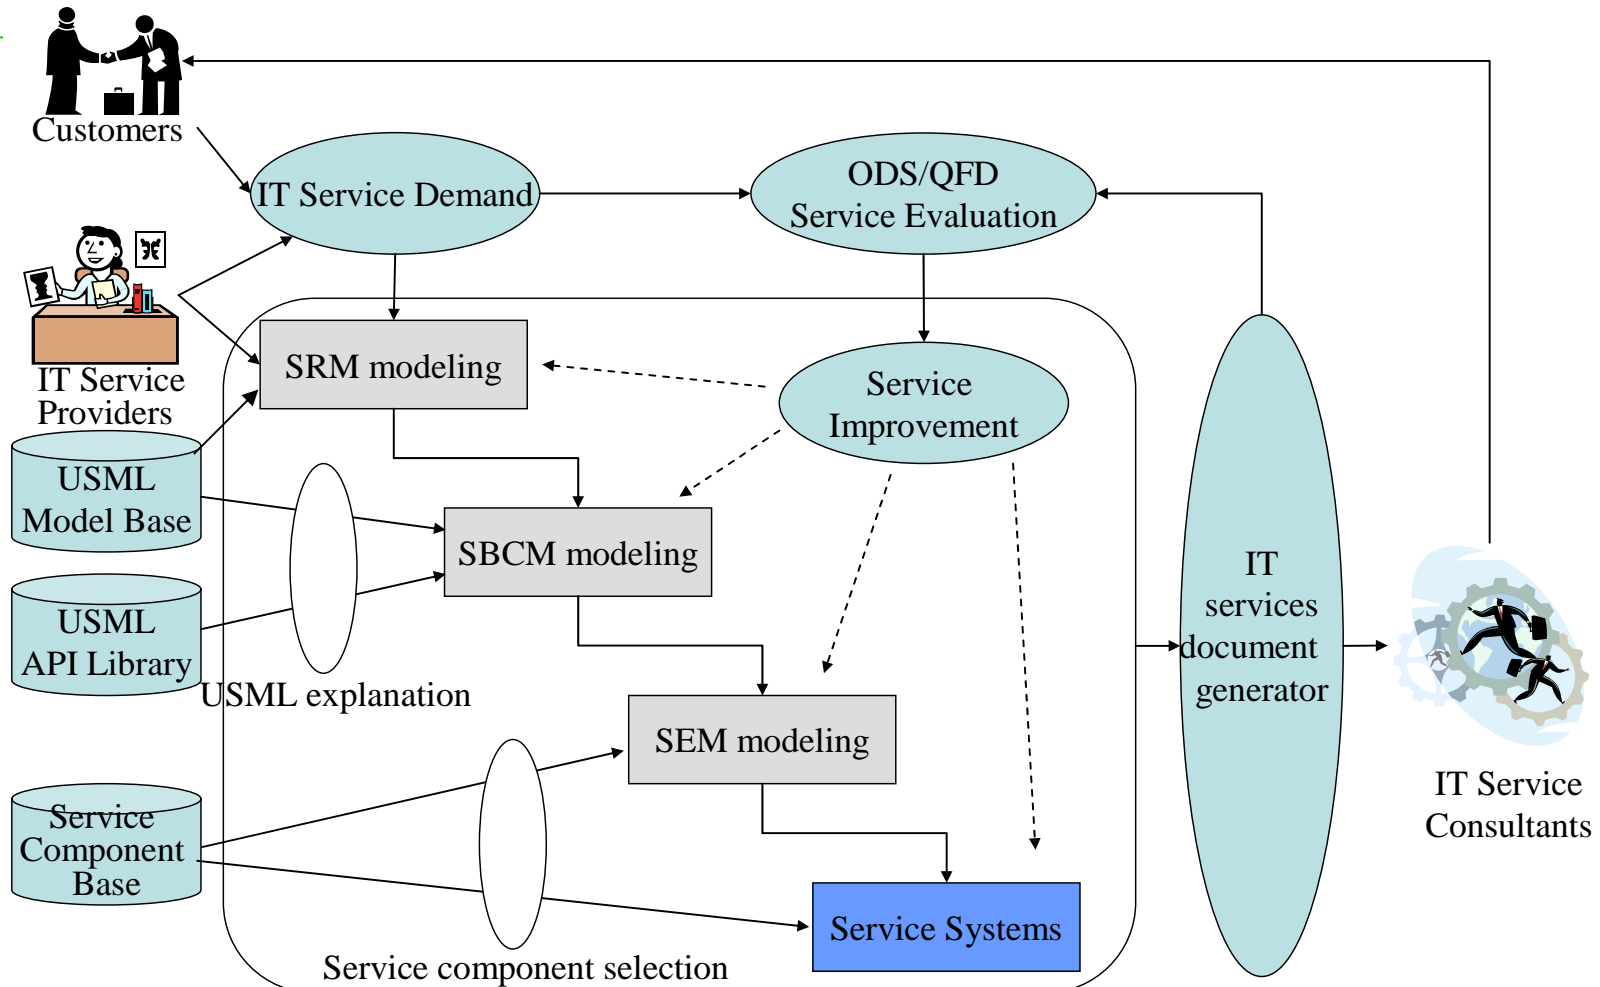 Customers
IT Service Demand
ODS/QFD
Service Evaluation
IT Service
Providers
SRM modeling
Service
Improvement
USML
Model Base
SBCM modeling
USML
API Library
USML explanation
IT
services
document
generator
SEM modeling
IT Service
Consultants
Service
Component
Base
Service Systems
Service component selection